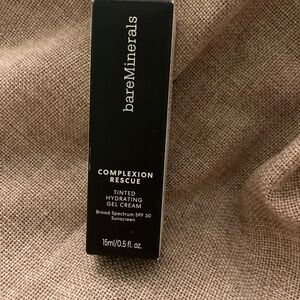 bareMinerals
COMPLEXION
RESCUE
TINTED
HYDRATING
GEL CREAM
Broad Spectrum SPF 30
Sunscreen
15ml/0.5 fl. oz.